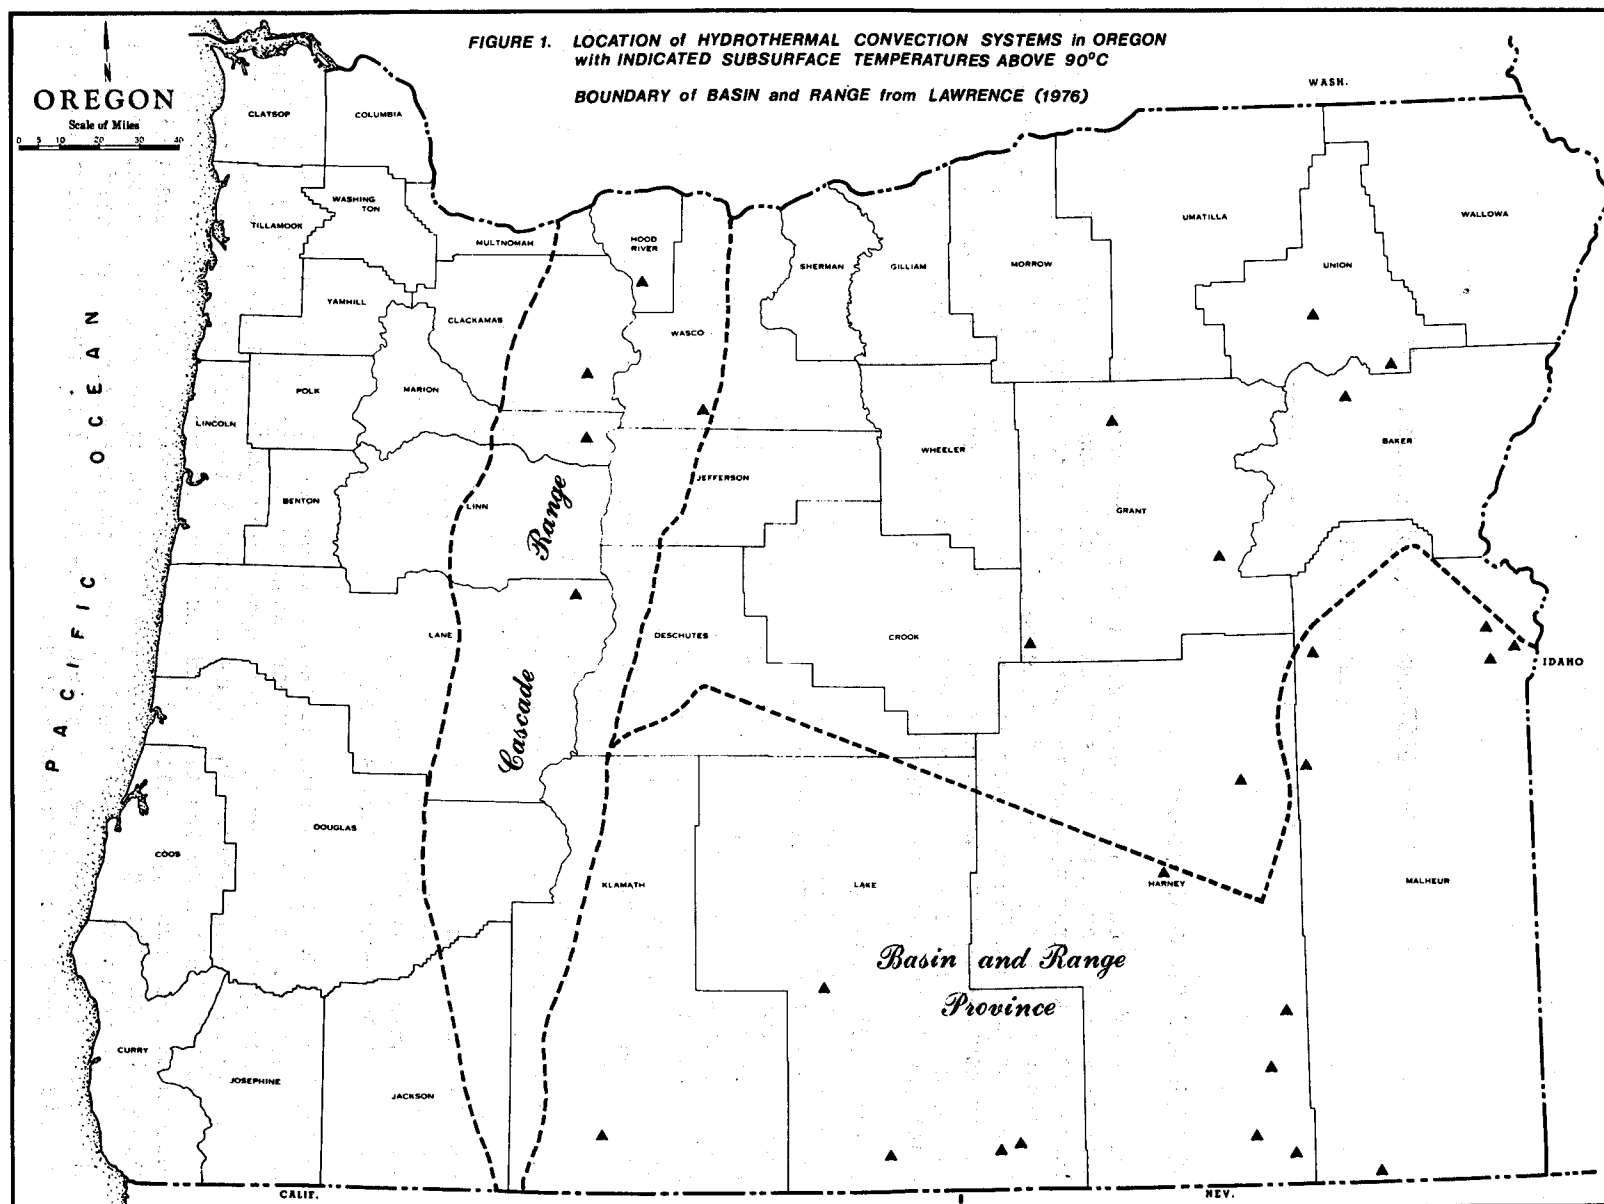 FIGURE 1. LOCATION of HYDROTHERMAL CONVECTION SYSTEMS in OREGON
with INDICATED SUBSURFACE TEMPERATURES ABOVE 90°C
BOUNDARY of BASIN and RANGE from LAWRENCE (1976)
N
OREGON
Scale of Miles
0 5 10 20 30 40
WASH.
CLATSOP
COLUMBIA
WASHING
TON
TILLAMOOK
MULTNOMAH
HOOD
RIVER
SHERMAN
GILLIAM
MORROW
UMATILLA
UNION
WALLOWA
YAMHILL
CLACKAMAS
WASCO
POLK
MARION
LINCOLN
WHEELER
BAKER
BENTON
LINN
JEFFERSON
GRANT
Range
Cascade
PACIFIC OCEAN
LANE
DESCHUTES
CROOK
IDAHO
DOUGLAS
COOS
KLAMATH
LAKE
HARNEY
MALHEUR
Basin and Range
Province
CURRY
JOSEPHINE
JACKSON
CALIF.
NEV.